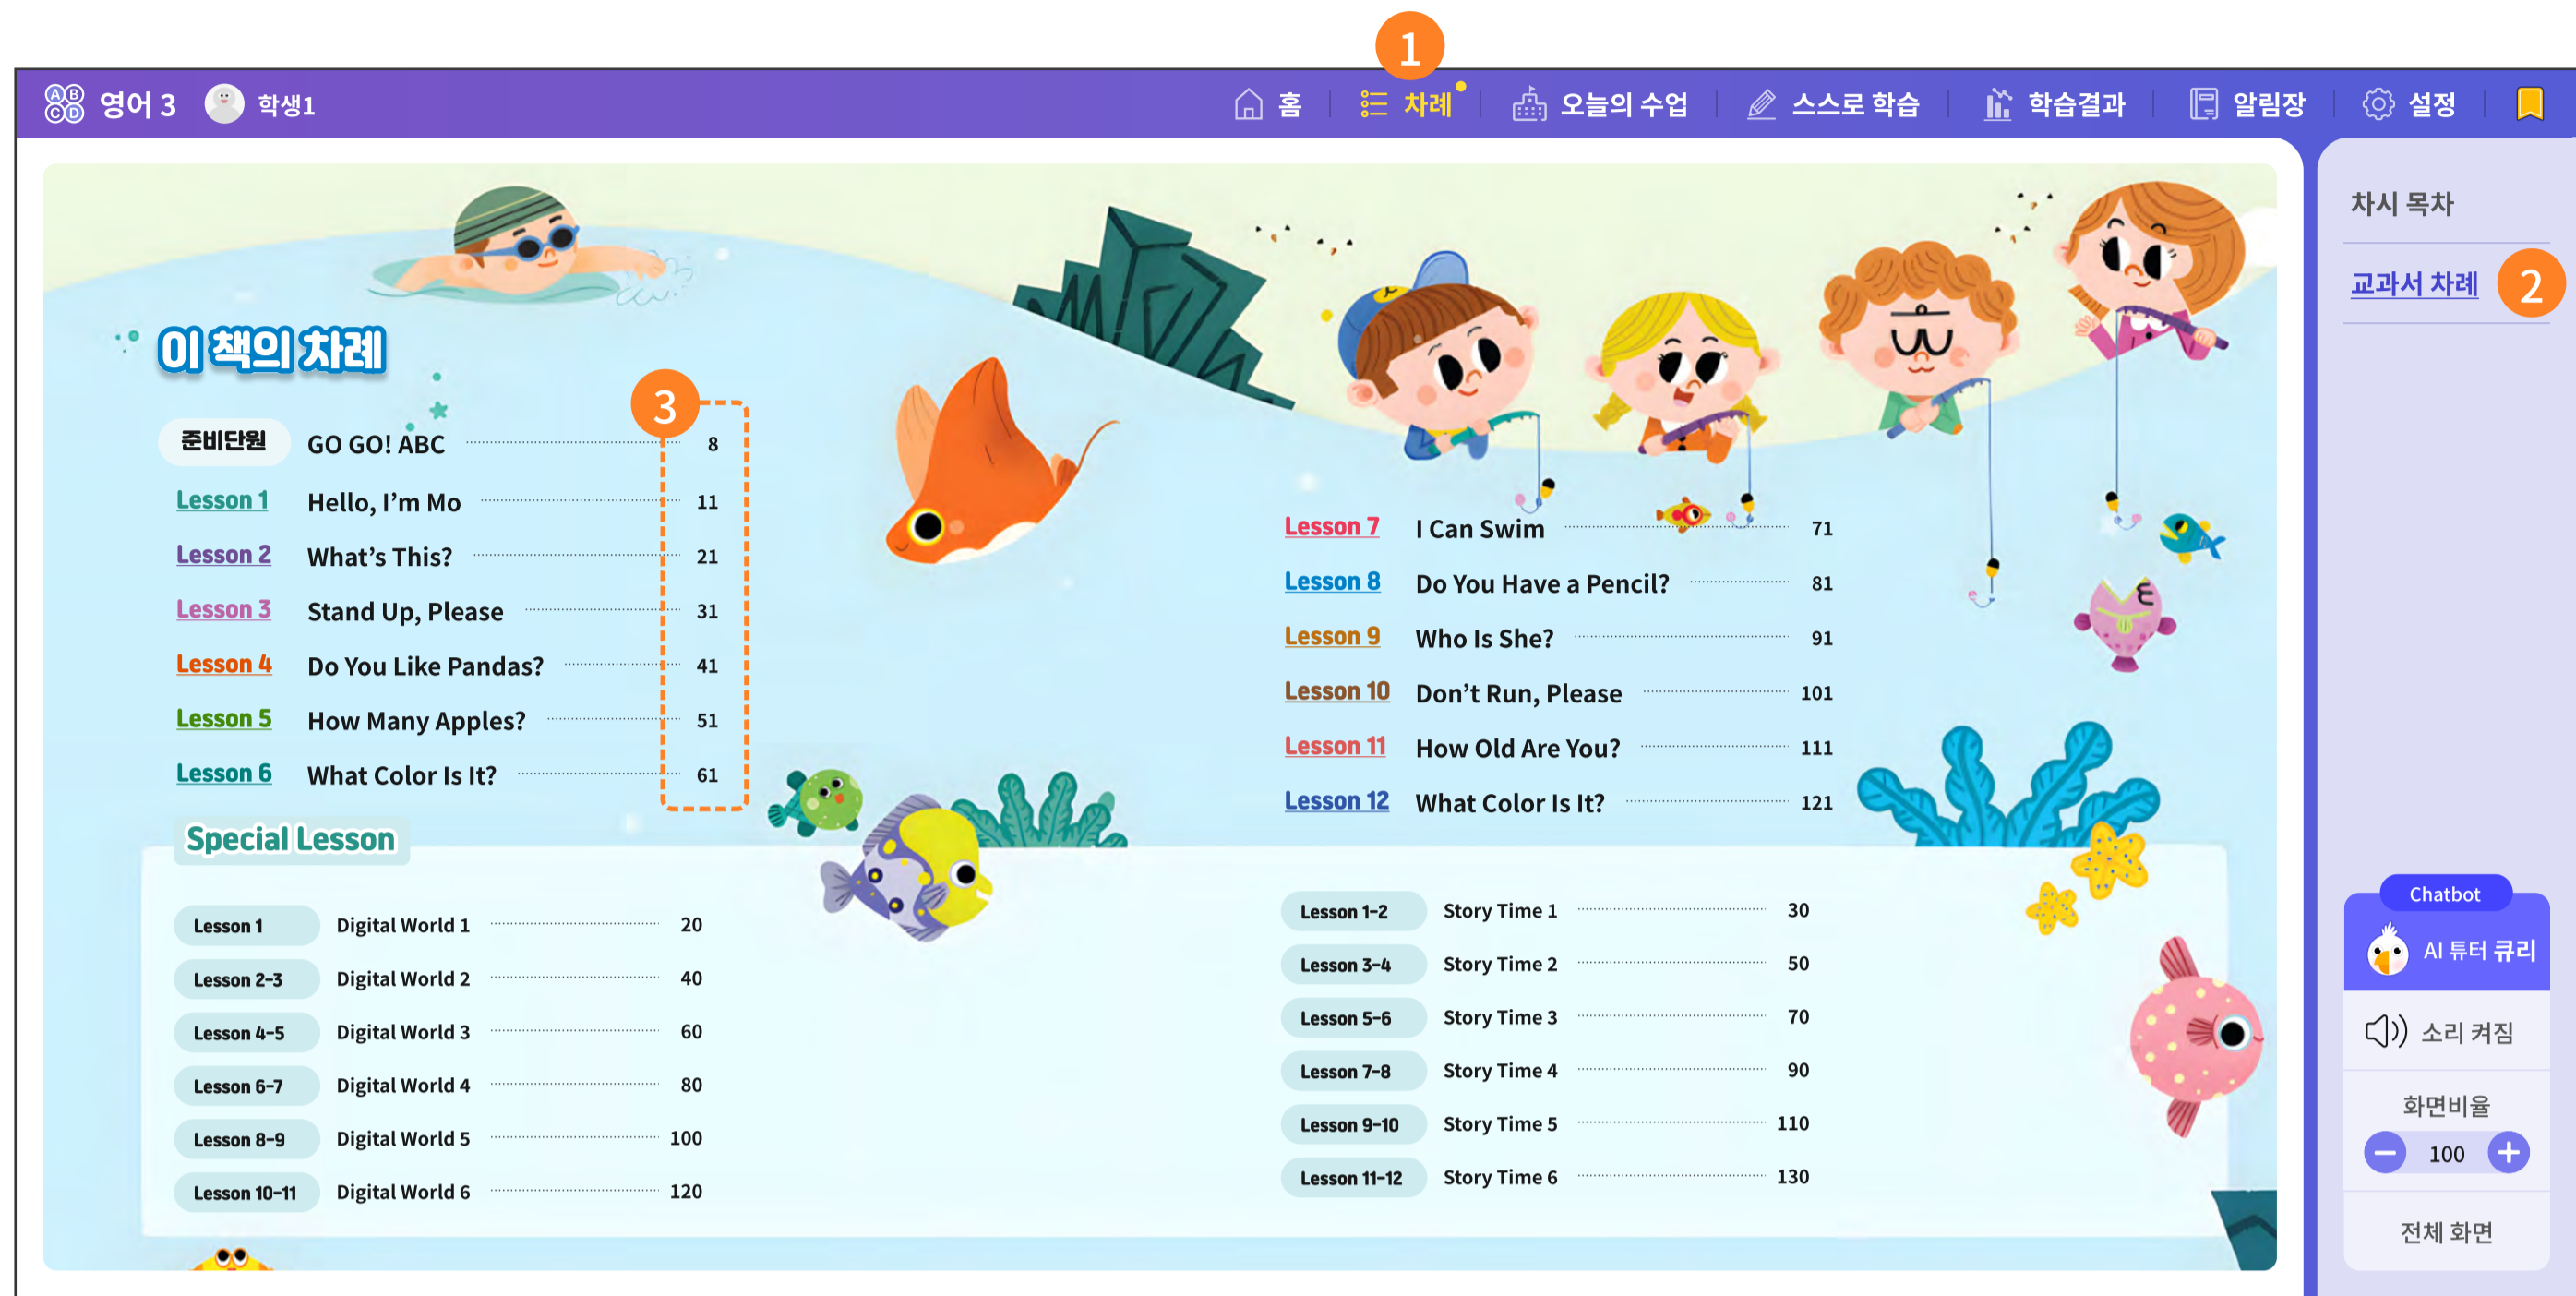 1
영어 3 학생1 홈 차례 오늘의 수업 스스로 학습 학습결과 알림장 설정
차시 목차
교과서 차례 2
이 책의 차례
3
준비단원 GO GO! ABC 8
Lesson 1 Hello, I’m Mo 11
Lesson 2 What’s This? 21
Lesson 3 Stand Up, Please 31
Lesson 4 Do You Like Pandas? 41
Lesson 5 How Many Apples? 51
Lesson 6 What Color Is It? 61
Lesson 7 I Can Swim 71
Lesson 8 Do You Have a Pencil? 81
Lesson 9 Who Is She? 91
Lesson 10 Don’t Run, Please 101
Lesson 11 How Old Are You? 111
Lesson 12 What Color Is It? 121
Special Lesson
Lesson 1 Digital World 1 20
Lesson 2-3 Digital World 2 40
Lesson 4-5 Digital World 3 60
Lesson 6-7 Digital World 4 80
Lesson 8-9 Digital World 5 100
Lesson 10-11 Digital World 6 120
Lesson 1-2 Story Time 1 30
Lesson 3-4 Story Time 2 50
Lesson 5-6 Story Time 3 70
Lesson 7-8 Story Time 4 90
Lesson 9-10 Story Time 5 110
Lesson 11-12 Story Time 6 130
Chatbot
AI 튜터 큐리
소리 켜짐
화면비율
100
전체 화면